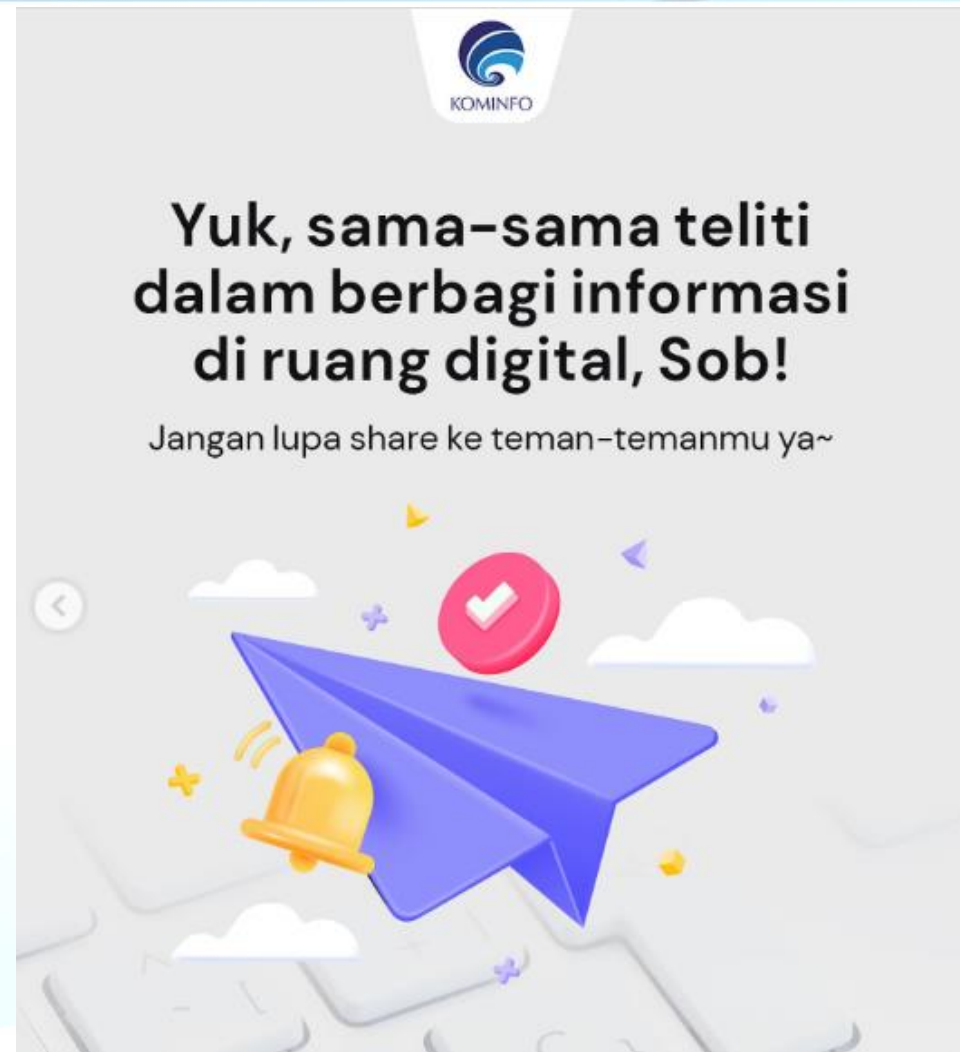 KOMINFO
Yuk, sama-sama teliti
dalam berbagi informasi
di ruang digital, Sob!
Jangan lupa share ke teman-temanmu ya~